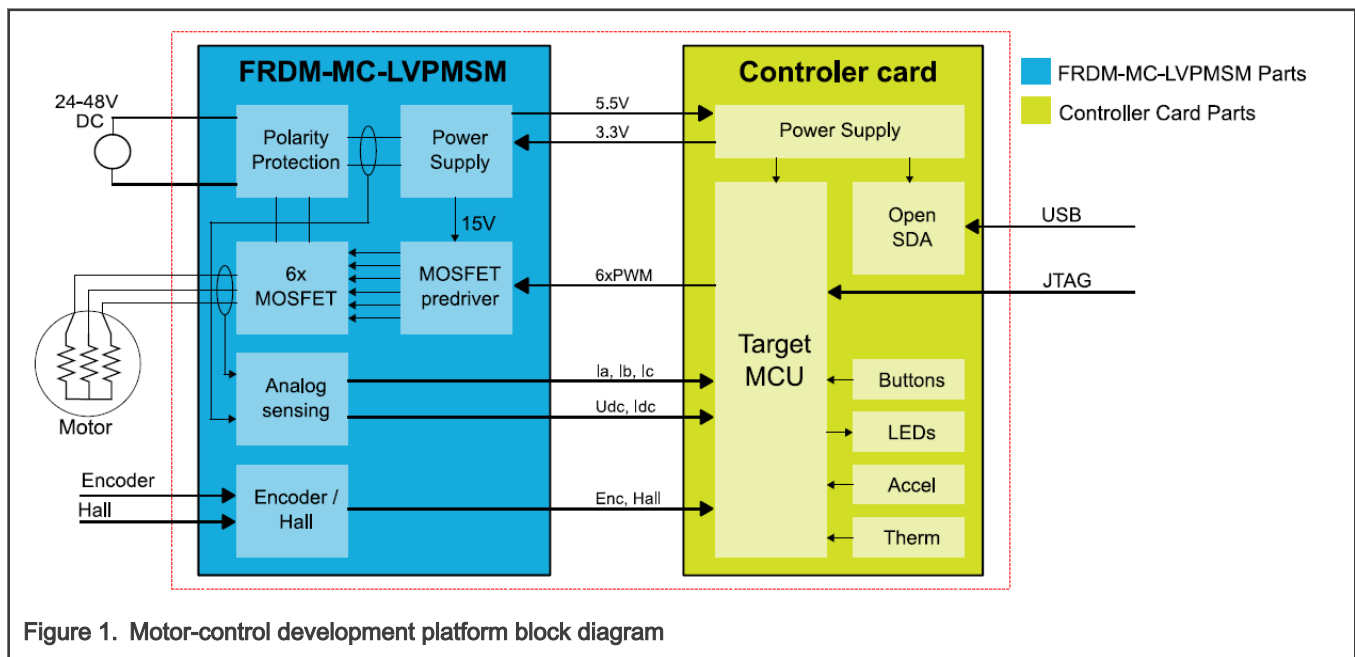 FRDM-MC-LVPMSM
Controler card
FRDM-MC-LVPMSM Parts
Controller Card Parts
24-48V
DC
Polarity
Protection
Power
Supply
5.5V
3.3V
Power Supply
15V
Open
SDA
USB
JTAG
6x
MOSFET
MOSFET
predriver
6xPWM
Target
MCU
Motor
Analog
sensing
Ia, Ib, Ic
Udc, Idc
Buttons
LEDs
Accel
Therm
Encoder
Hall
Encoder /
Hall
Enc, Hall
Figure 1. Motor-control development platform block diagram